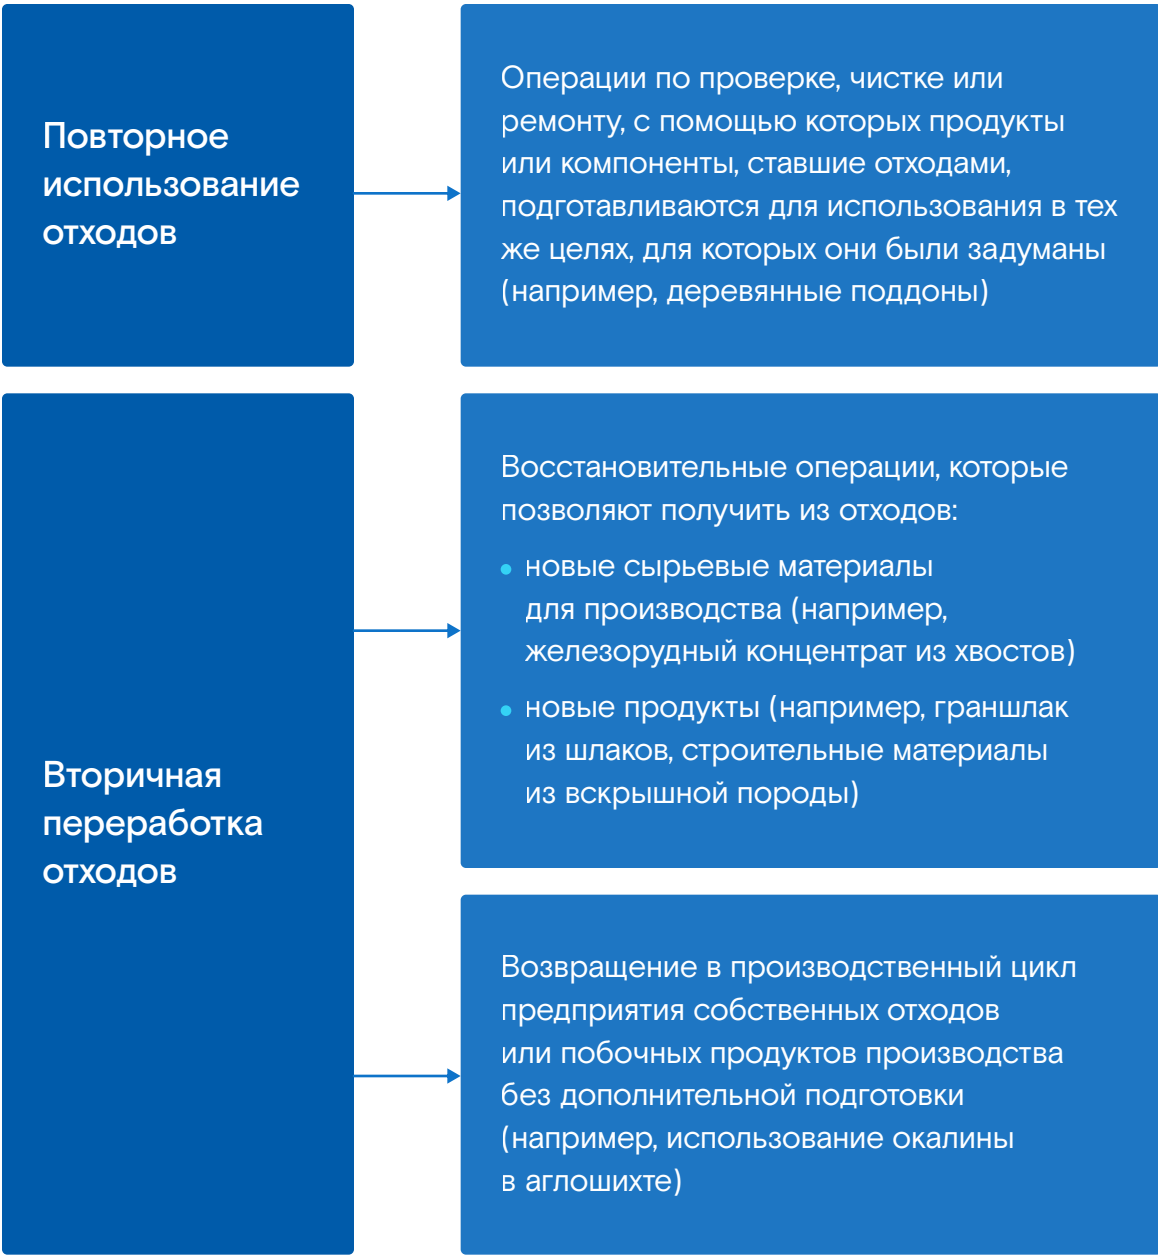 Повторное
использование
отходов
Операции по проверке, чистке или
ремонту, с помощью которых продукты
или компоненты, ставшие отходами,
подготавливаются для использования в тех
же целях, для которых они были задуманы
(например, деревянные поддоны)
Вторичная
переработка
отходов
Восстановительные операции, которые
позволяют получить из отходов:
• новые сырьевые материалы
для производства (например,
железорудный концентрат из хвостов)
• новые продукты (например, граншлак
из шлаков, строительные материалы
из вскрышной породы)
Возвращение в производственный цикл
предприятия собственных отходов
или побочных продуктов производства
без дополнительной подготовки
(например, использование окалины
в аглошихте)